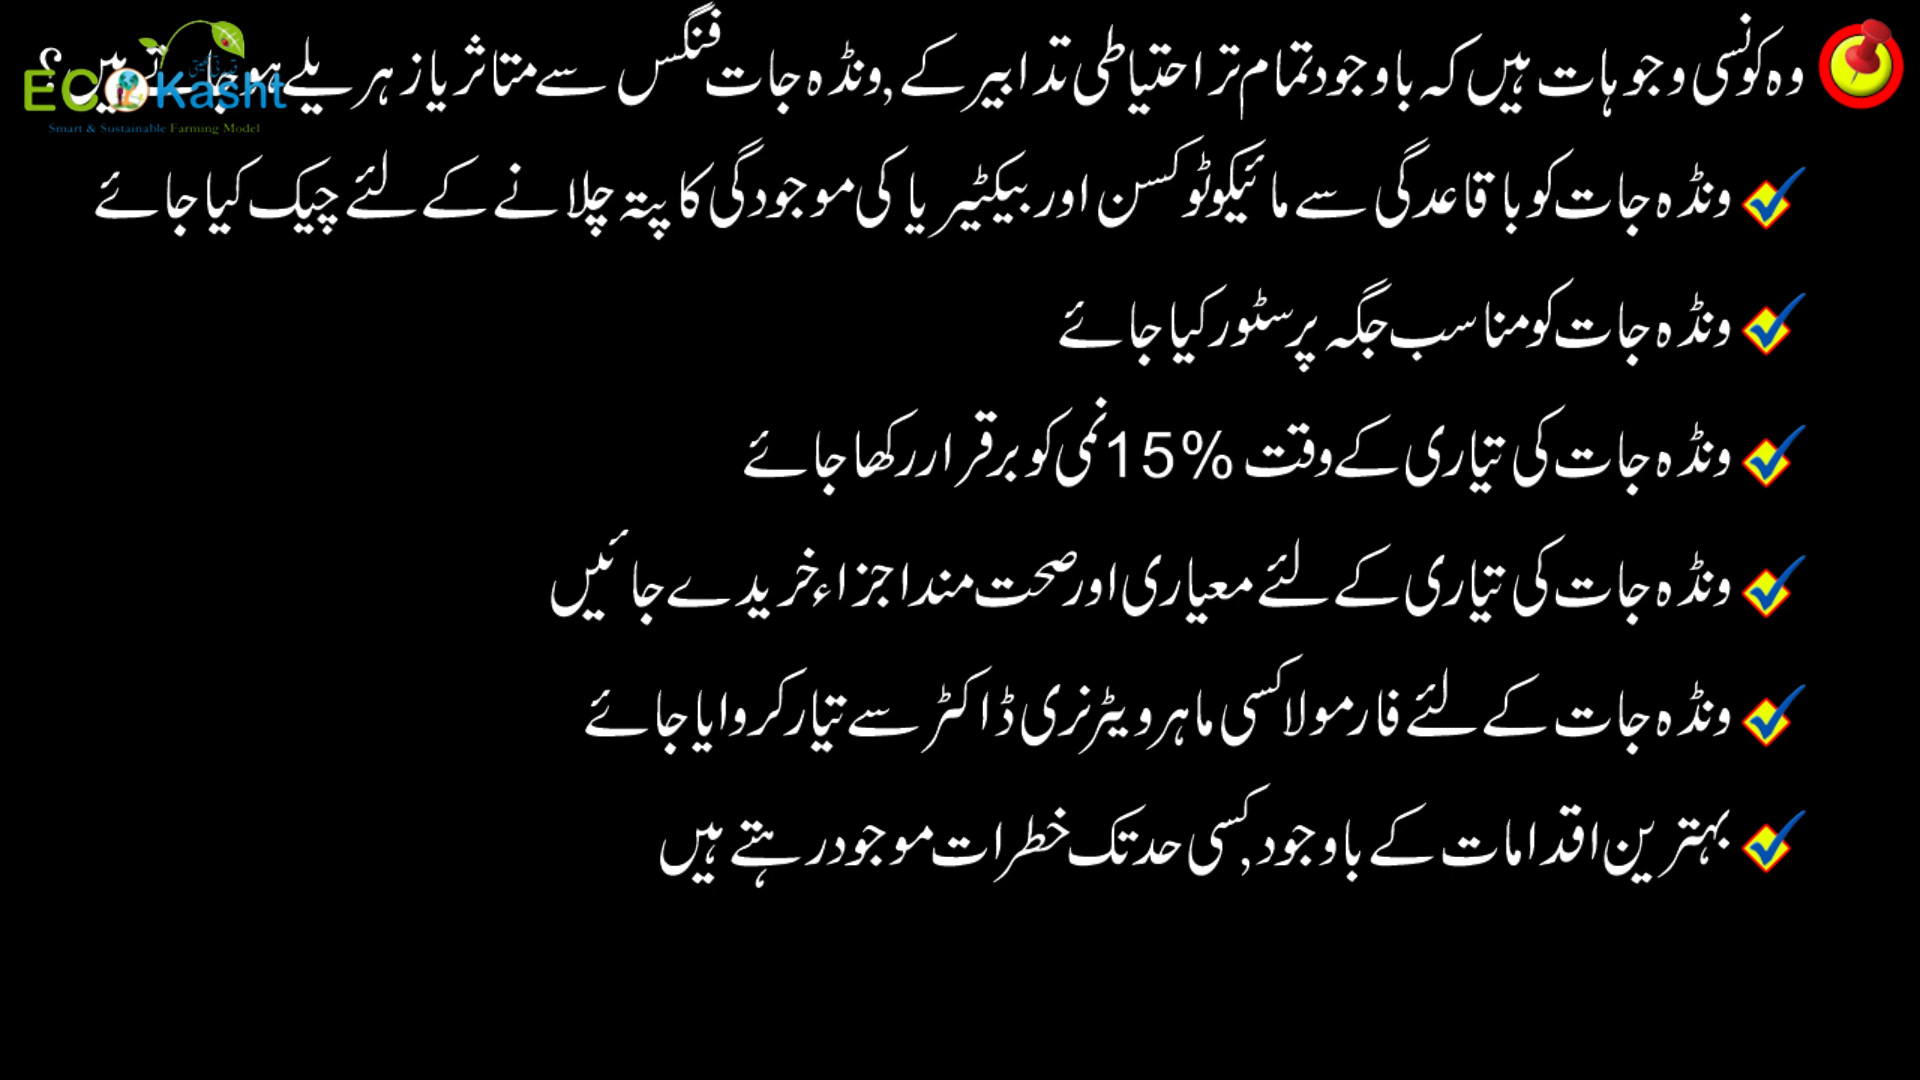 وہ کونسی وجوہات ہیں کہ باوجود تمام تر احتیاطی تدابیر کے ,ونڈہ جات فنگس سے متاثر یا زہریلے ہو جاتے ہیں؟
ECO Kasht
Smart & Sustainable Farming Model
ونڈہ جات کو باقاعدگی سے مائیکوٹوکسن اور بیکٹیریا کی موجودگی کا پتہ چلانے کے لئے چیک کیا جائے
ونڈہ جات کو مناسب جگہ پر سٹور کیا جائے
ونڈہ جات کی تیاری کے وقت 15% نمی کو برقرار رکھا جائے
ونڈہ جات کی تیاری کے لئے معیاری اور صحت مند اجزاء خریدے جائیں
ونڈہ جات کے لئے فارمولا کسی ماہر ویٹرنری ڈاکٹر سے تیار کروایا جائے
بہترین اقدامات کے باوجود ,کسی حد تک خطرات موجود رہتے ہیں